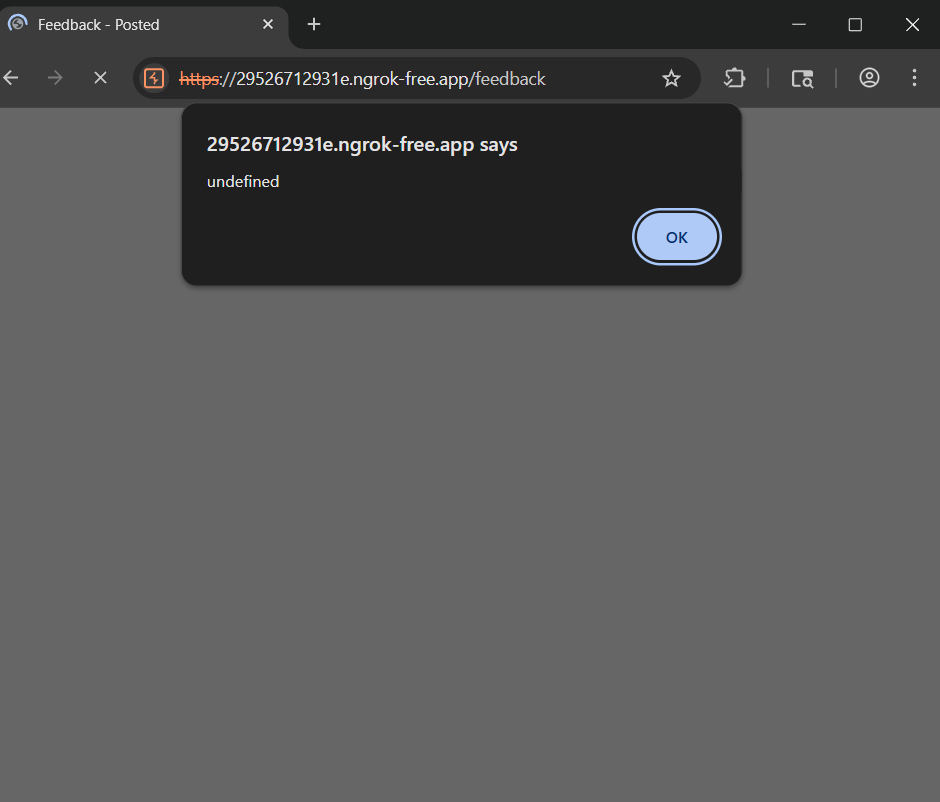 Feedback - Posted
https://29526712931e.ngrok-free.app/feedback
29526712931e.ngrok-free.app says
undefined
OK